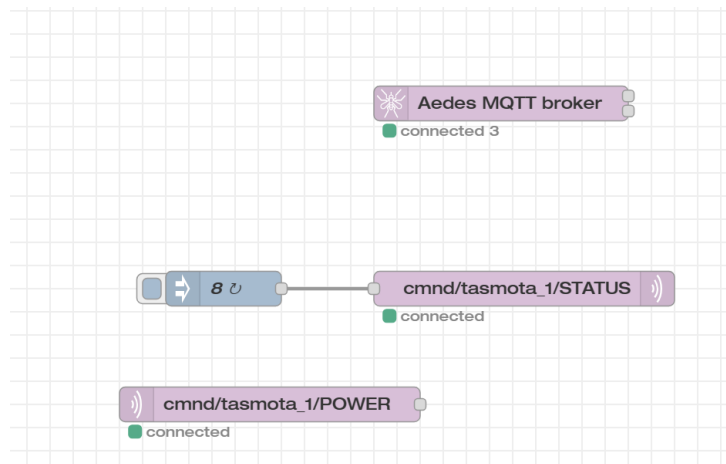 Aedes MQTT broker
connected 3
8 ↻
cmnd/tasmota_1/STATUS
connected
cmnd/tasmota_1/POWER
connected